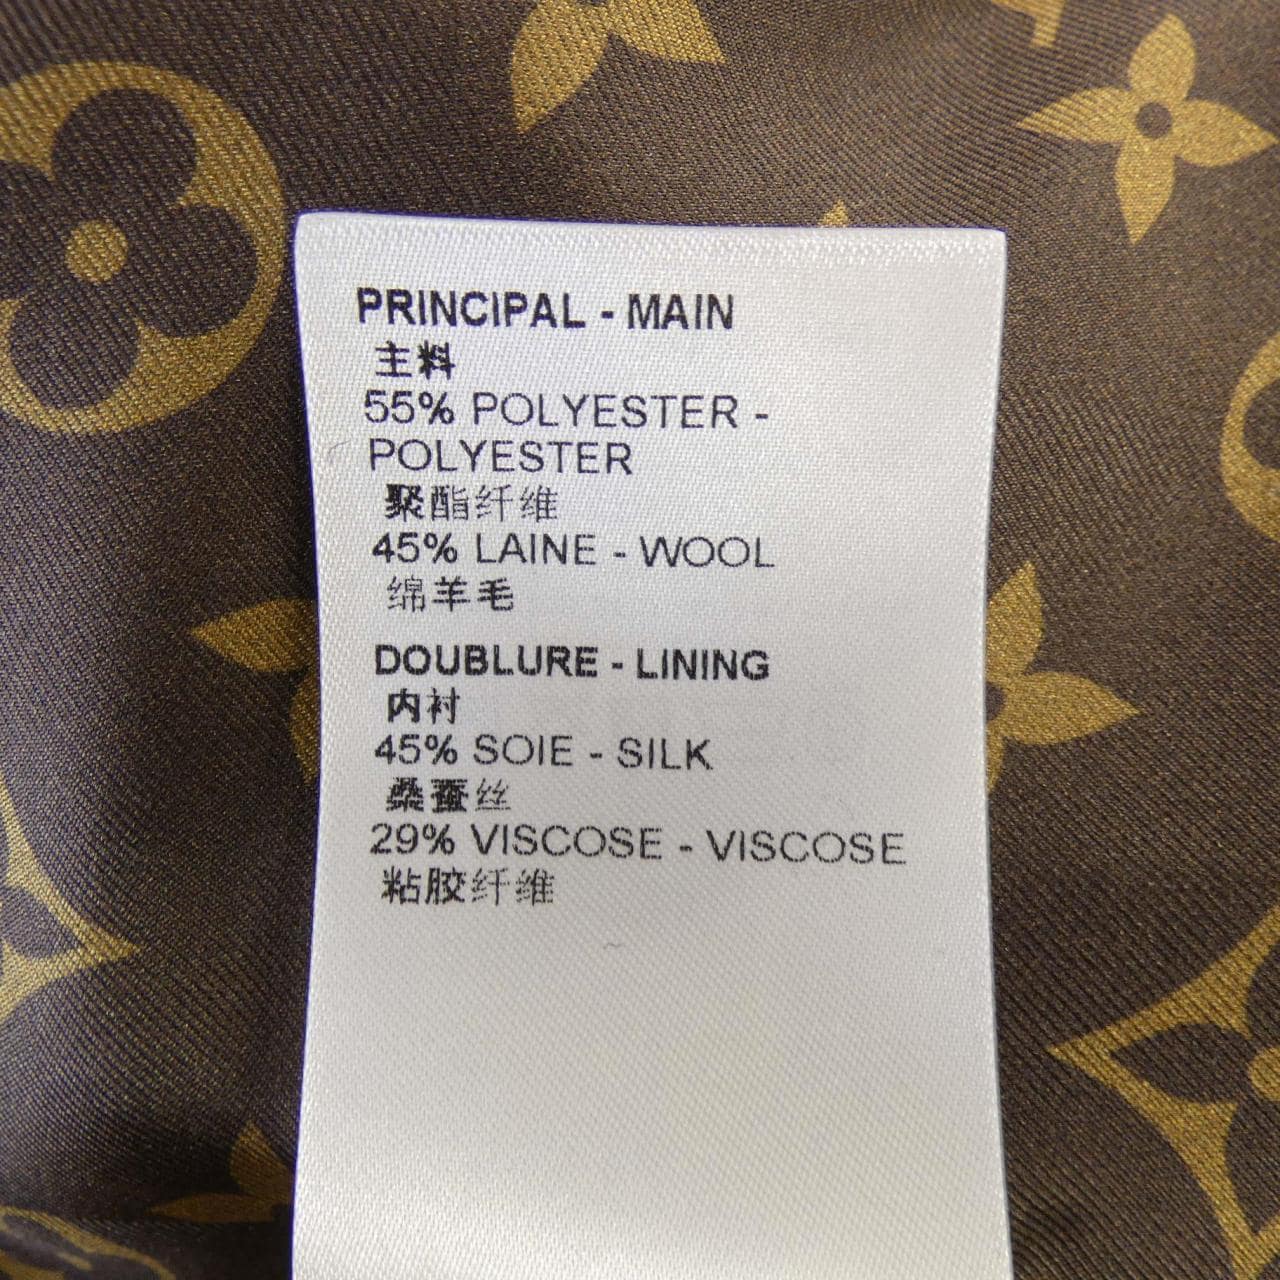 PRINCIPAL - MAIN
主料
55% POLYESTER -
POLYESTER
聚酯纤维
45% LAINE - WOOL
绵羊毛
DOUBLURE - LINING
内衬
45% SOIE - SILK
桑蚕丝
29% VISCOSE - VISCOSE
粘胶纤维